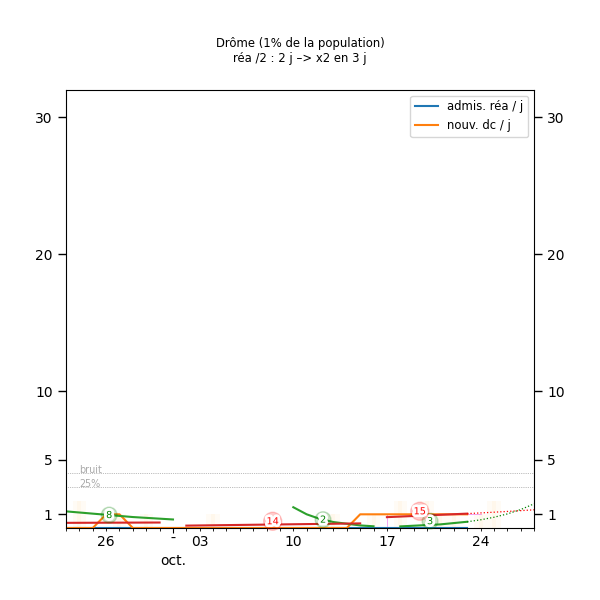 Drôme (1% de la population)
réa /2 : 2 j –> x2 en 3 j
admis. réa / j
nouv. dc / j
30 30
20 20
10 10
5 5
bruit
25%
1 1
8 14 2 15 3
26 - 03 10 17 24
oct.